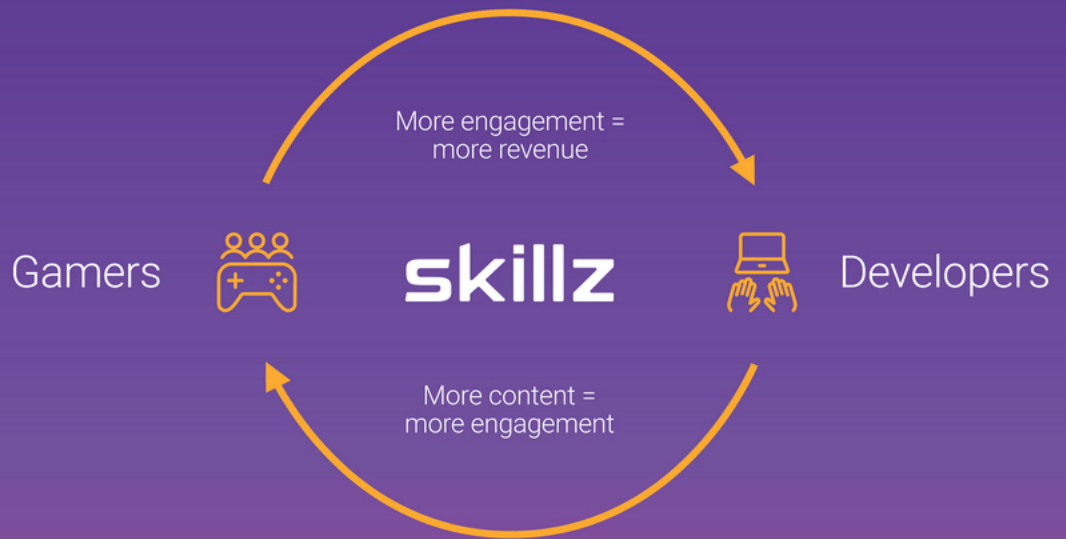 More engagement =
more revenue
Gamers
skillz
Developers
More content =
more engagement